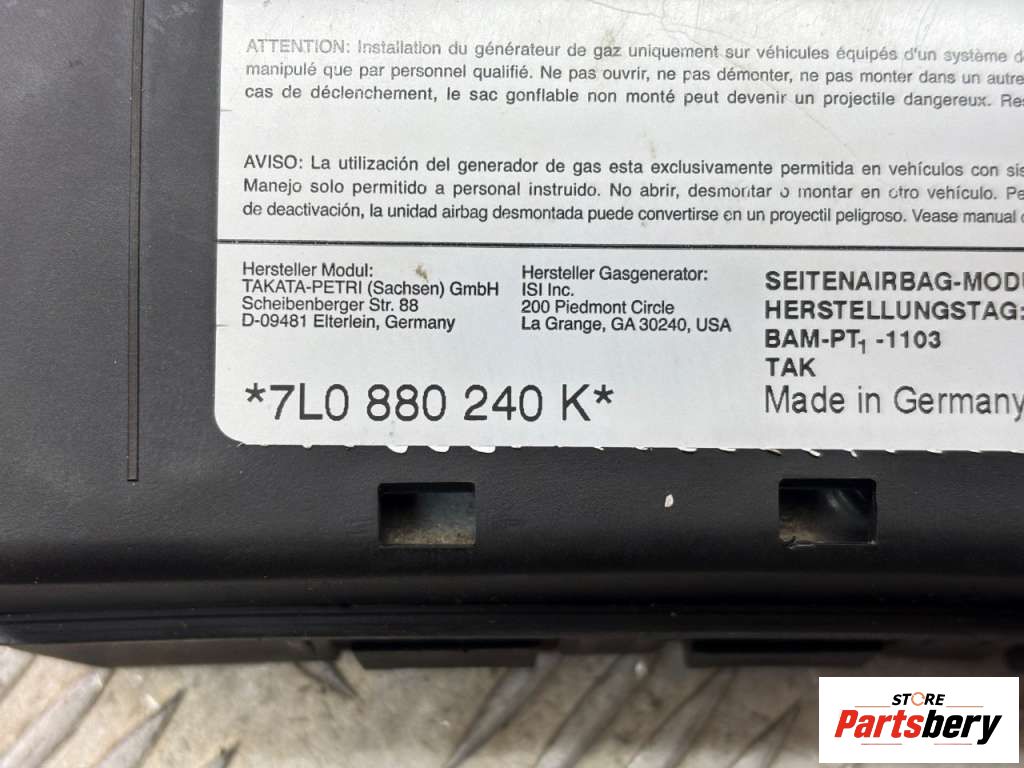 ATTENTION: Installation du générateur de gaz uniquement sur véhicules équipés d'un système
manipulé que par personnel qualifié. Ne pas ouvrir, ne pas démonter, ne pas monter dans un autre
cas de déclenchement, le sac gonflable non monté peut devenir un projectile dangereux.
AVISO: La utilización del generador de gas esta exclusivamente permitida en vehículos con
Manejo solo permitido a personal instruido. No abrir, desmontar o montar en otro vehículo.
de deactivación, la unidad airbag desmontada puede convertirse en un proyectil peligroso. Vease manual
Hersteller Modul:
TAKATA-PETRI (Sachsen) GmbH
Scheibenberger Str. 88
D-09481 Elterlein, Germany
Hersteller Gasgenerator:
ISI Inc.
200 Piedmont Circle
La Grange, GA 30240, USA
SEITENAIRBAG-MODU
HERSTELLUNGSTAG:
BAM-PT1 -1103
TAK
Made in Germany
*7L0 880 240 K*
STORE
Partsbery